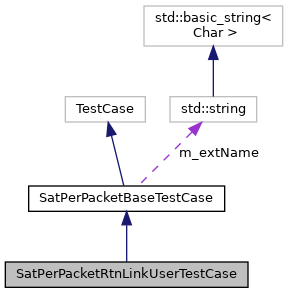 std::basic_string<
Char >
TestCase
std::string
m_extName
SatPerPacketBaseTestCase
SatPerPacketRtnLinkUserTestCase